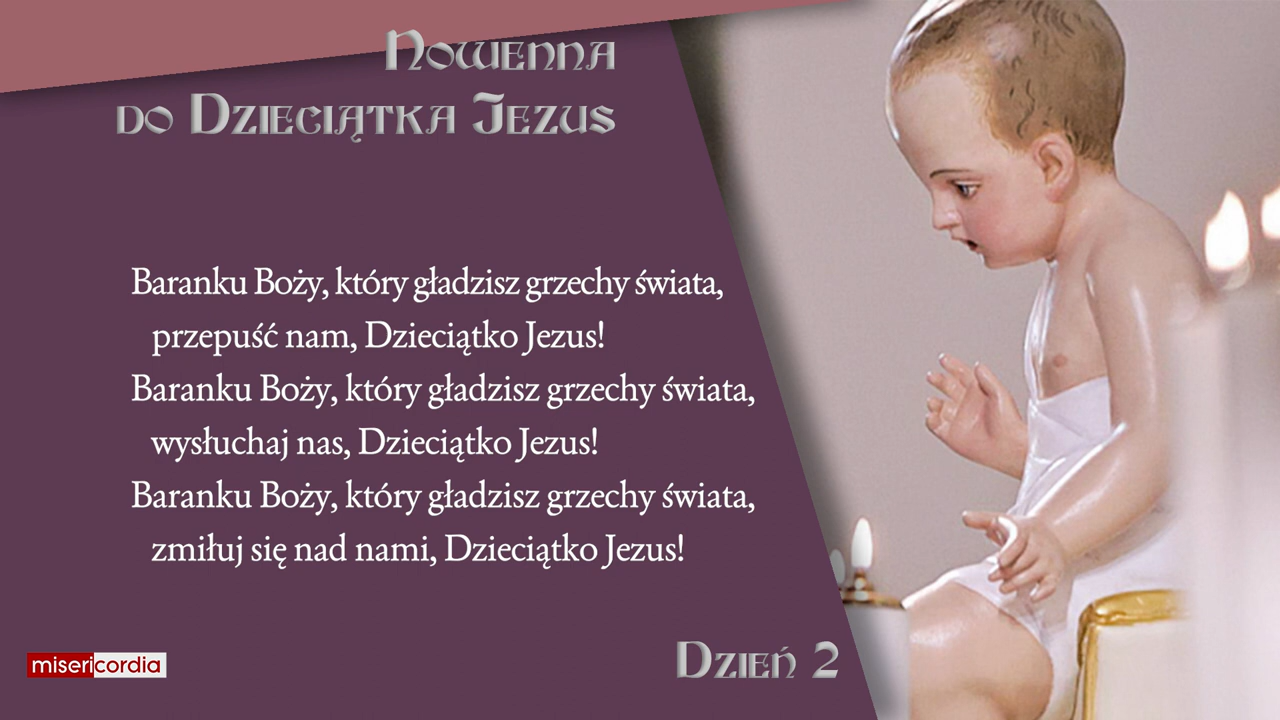 Nowenna
do Dzieciątka Jezus
Baranku Boży, który gładzisz grzechy świata,
przepuść nam, Dzieciątko Jezus!
Baranku Boży, który gładzisz grzechy świata,
wysłuchaj nas, Dzieciątko Jezus!
Baranku Boży, który gładzisz grzechy świata,
zmiłuj się nad nami, Dzieciątko Jezus!
misericordia
Dzień 2